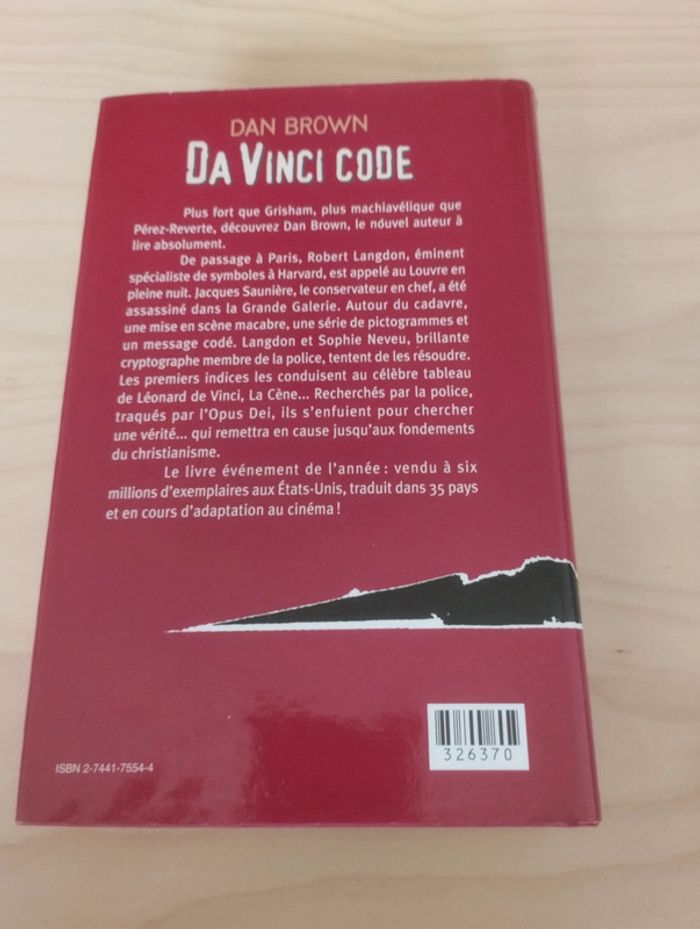 DAN BROWN
DA VINCI CODE
Plus fort que Grisham, plus machiavélique que
Pérez-Reverte, découvrez Dan Brown, le nouvel auteur à
lire absolument.
De passage à Paris, Robert Langdon, éminent
spécialiste de symboles à Harvard, est appelé au Louvre en
pleine nuit. Jacques Saunière, le conservateur en chef, a été
assassiné dans la Grande Galerie. Autour du cadavre,
une mise en scène macabre, une série de pictogrammes et
un message codé. Langdon et Sophie Neveu, brillante
cryptographe membre de la police, tentent de les résoudre.
Les premiers indices les conduisent au célèbre tableau
de Léonard de Vinci, La Cène... Recherchés par la police,
traqués par l'Opus Dei, ils s'enfuient pour chercher
une vérité... qui remettra en cause jusqu'aux fondements
du christianisme.
Le livre événement de l'année : vendu à six
millions d'exemplaires aux États-Unis, traduit dans 35 pays
et en cours d'adaptation au cinéma !
ISBN 2-7441-7554-4
326370